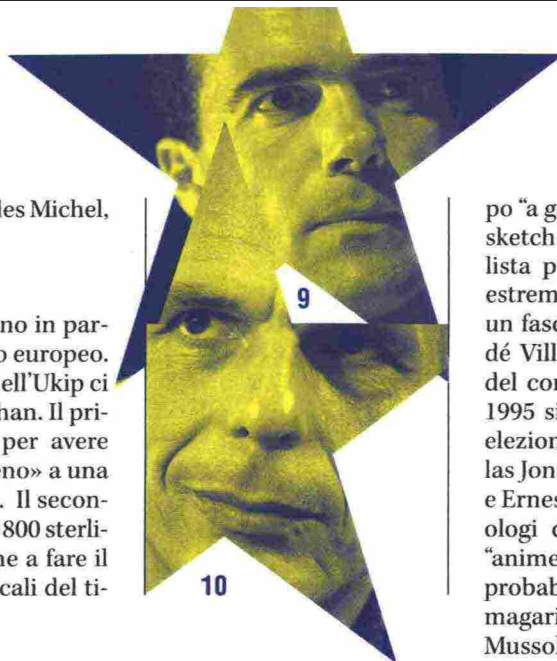 les Michel,
no in par-
o europeo.
ell'Ukip ci
han. Il pri-
per avere
eno» a una
. Il secon-
800 sterli-
ne a fare il
cali del ti-
9
10
po “a g
sketch
lista p
estrem
un fasc
dé Vill
del con
1995 si
elezion
las Jon
e Ernes
ologi c
“anime
probab
magari
Mussol